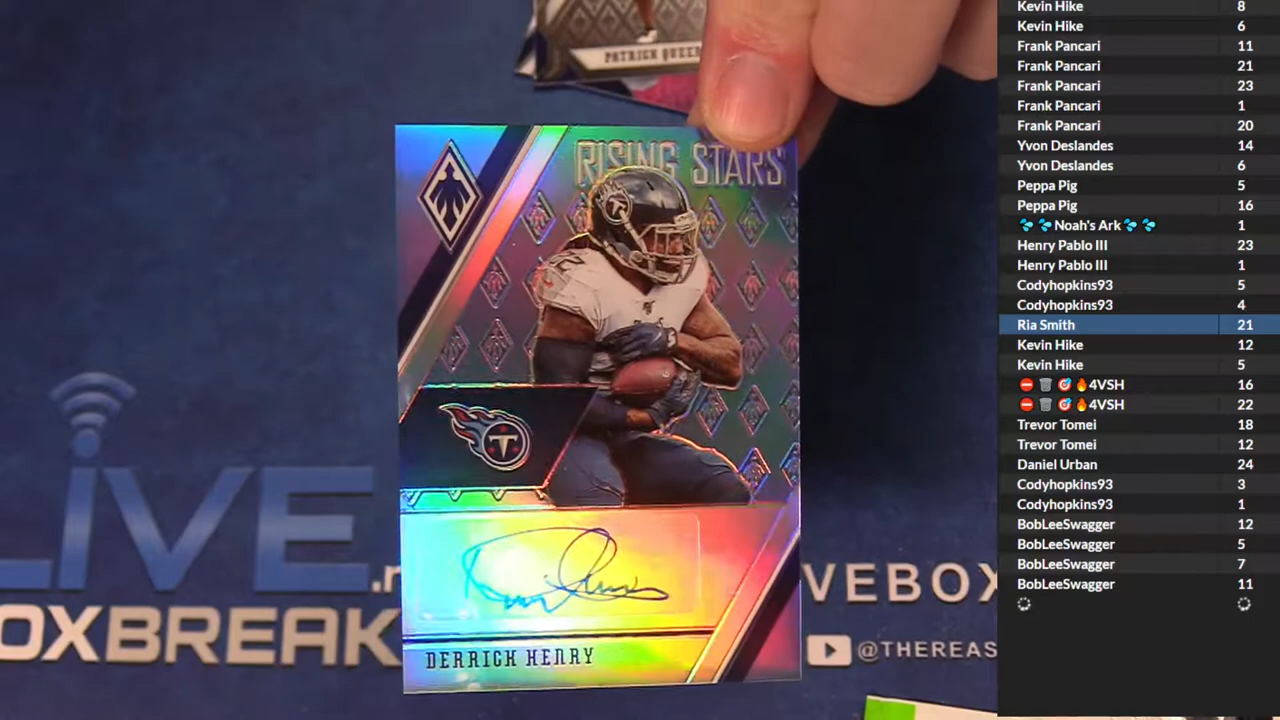 PATRICK QUEEN
RISING STARS
DERRICK HENRY
LiVE
OXBREAK
VEBOX
@THEREAS
Kevin Hike 8
Kevin Hike 6
Frank Pancari 11
Frank Pancari 21
Frank Pancari 23
Frank Pancari 1
Frank Pancari 20
Yvon Deslandes 14
Yvon Deslandes 6
Peppa Pig 5
Peppa Pig 16
💦 💦 Noah's Ark 💦 💦 1
Henry Pablo III 23
Henry Pablo III 1
Codyhopkins93 5
Codyhopkins93 4
Ria Smith 21
Kevin Hike 12
Kevin Hike 5
⛔ 🗑️ 🎯 🔥4VSH 16
⛔ 🗑️ 🎯 🔥4VSH 22
Trevor Tomei 18
Trevor Tomei 12
Daniel Urban 24
Codyhopkins93 3
Codyhopkins93 1
BobLeeSwagger 12
BobLeeSwagger 5
BobLeeSwagger 7
BobLeeSwagger 11